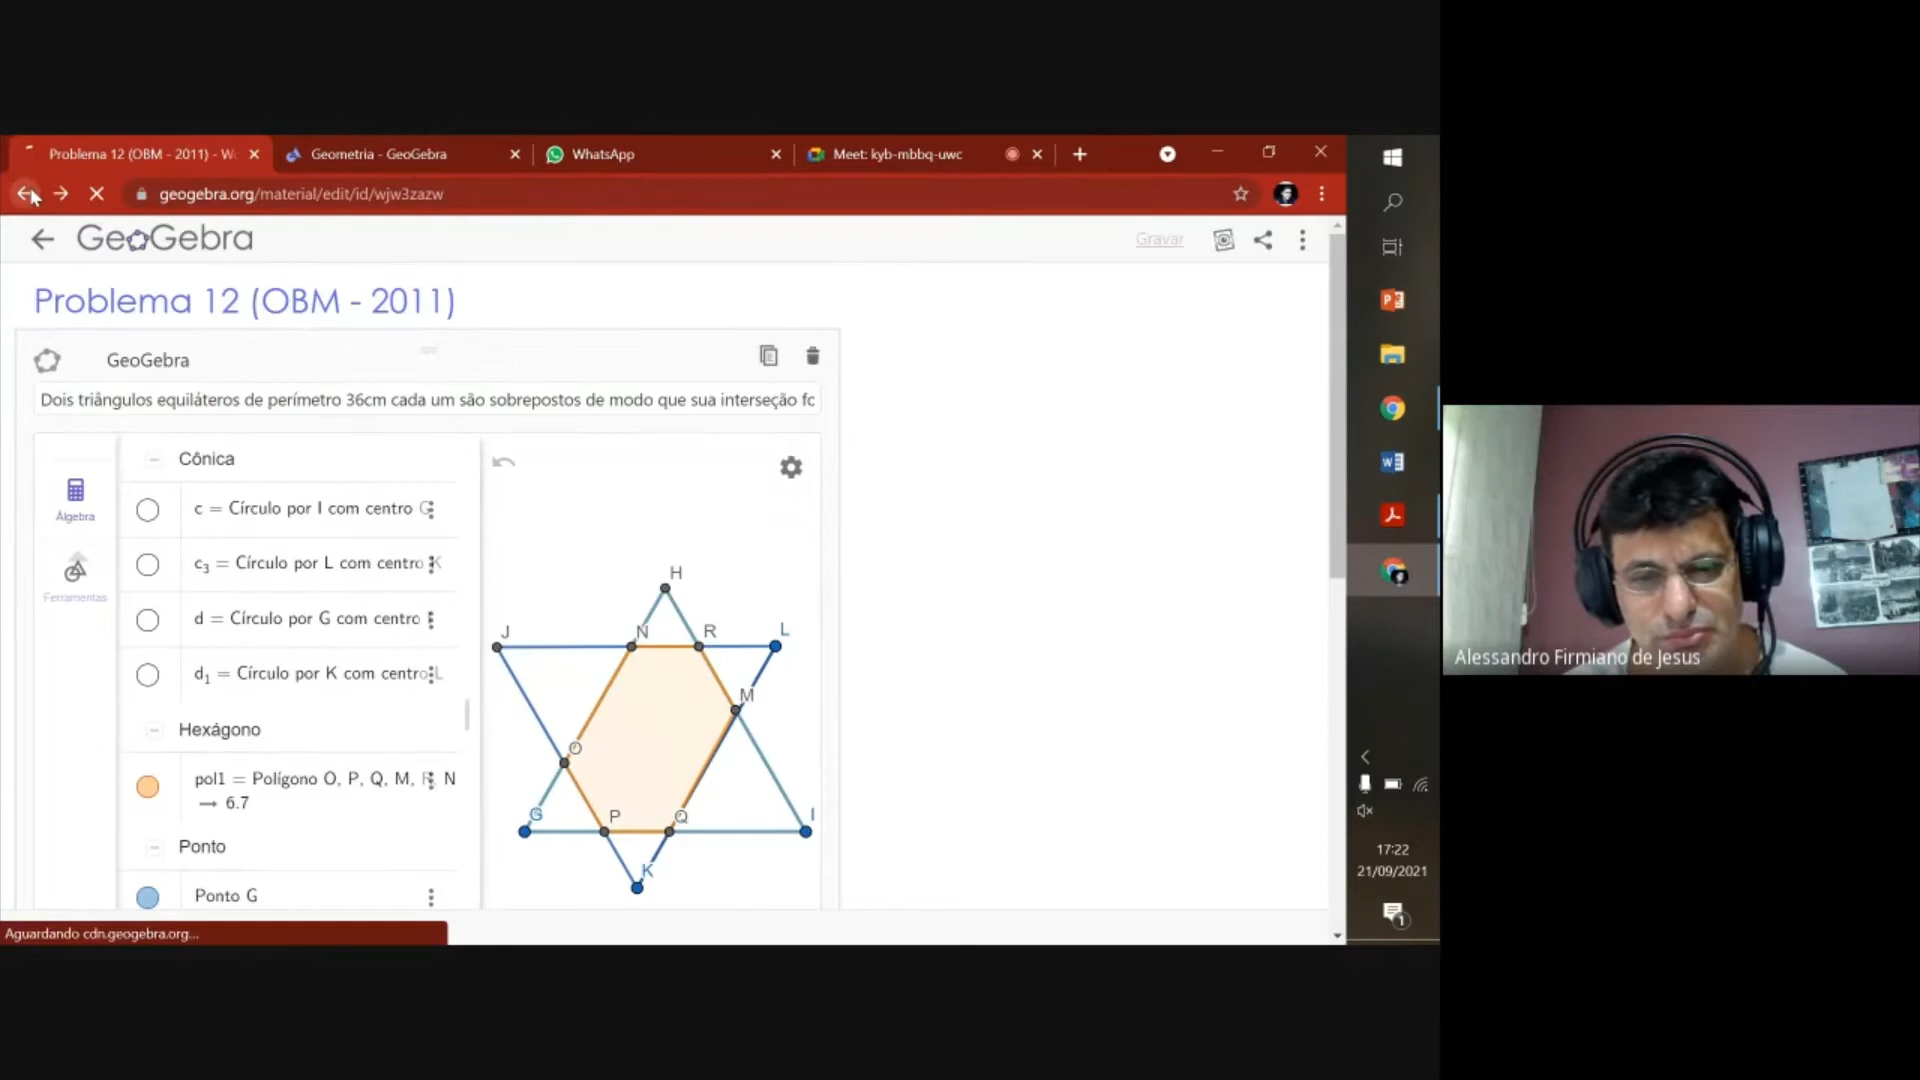 Problema 12 (OBM - 2011) - W
Geometria - GeoGebra
WhatsApp
Meet: kyb-mbbq-uwc
geogebra.org/material/edit/id/wjw3zazw
GeoGebra
Gravar
Problema 12 (OBM - 2011)
GeoGebra
Dois triângulos equiláteros de perímetro 36cm cada um são sobrepostos de modo que sua interseção fc
Álgebra
Ferramentas
Cônica
c = Círculo por I com centro G
c₃ = Círculo por L com centro K
d = Círculo por G com centro
d₁ = Círculo por K com centro L
Hexágono
pol1 = Polígono O, P, Q, M, R, N
→ 6.7
Ponto
Ponto G
H
J
N
R
L
M
O
G
P
Q
I
K
Aguardando cdn.geogebra.org...
17:22
21/09/2021
1
Alessandro Firmiano de Jesus